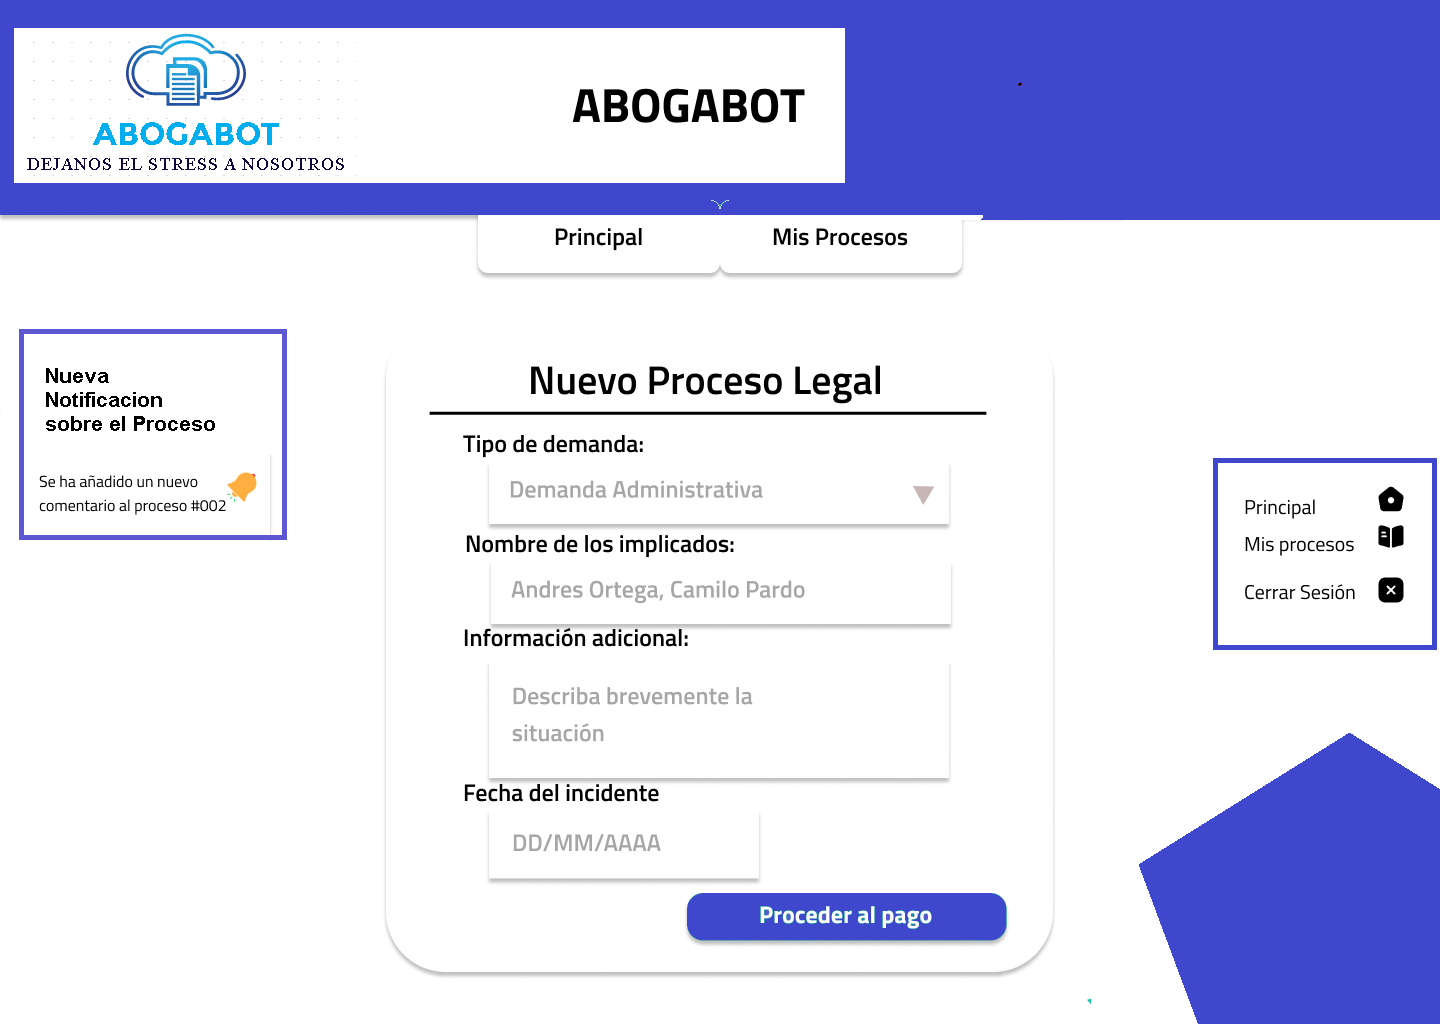 ABOGABOT
DEJANOS EL STRESS A NOSOTROS
ABOGABOT
Principal
Mis Procesos
Nueva
Notificacion
sobre el Proceso
Se ha añadido un nuevo
comentario al proceso #002
Nuevo Proceso Legal
Tipo de demanda:
Demanda Administrativa
Nombre de los implicados:
Andres Ortega, Camilo Pardo
Información adicional:
Describa brevemente la
situación
Fecha del incidente
DD/MM/AAAA
Proceder al pago
Principal
Mis procesos
Cerrar Sesión